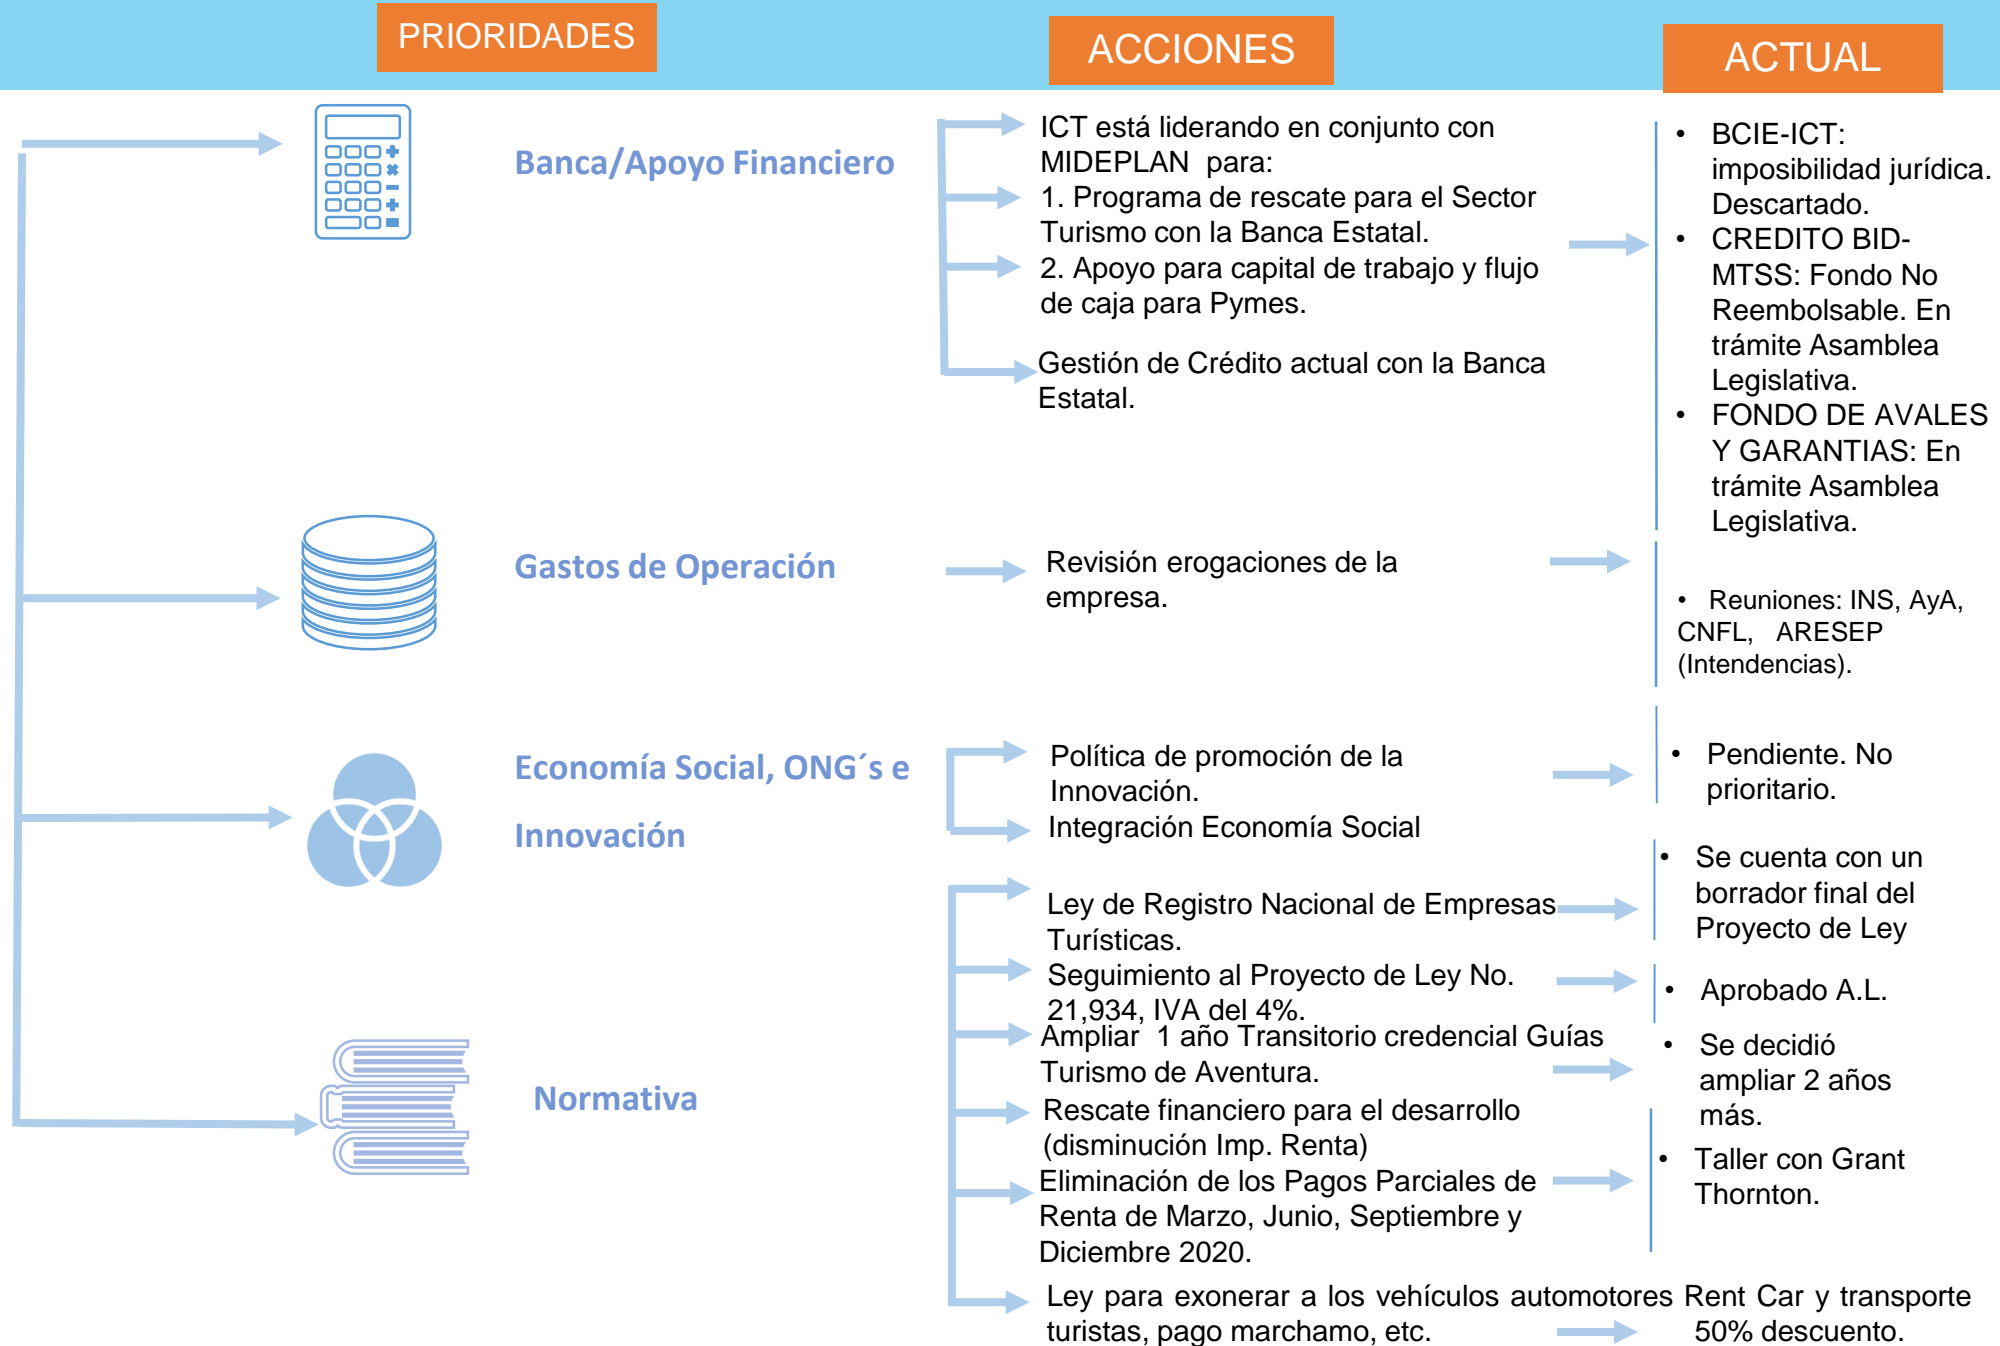 PRIORIDADES
ACCIONES
ACTUAL
Banca/Apoyo Financiero
ICT está liderando en conjunto con
MIDEPLAN para:
1. Programa de rescate para el Sector
Turismo con la Banca Estatal.
2. Apoyo para capital de trabajo y flujo
de caja para Pymes.
Gestión de Crédito actual con la Banca
Estatal.
• BCIE-ICT:
imposibilidad jurídica.
Descartado.
• CREDITO BID-
MTSS: Fondo No
Reembolsable. En
trámite Asamblea
Legislativa.
• FONDO DE AVALES
Y GARANTIAS: En
trámite Asamblea
Legislativa.
Gastos de Operación
Revisión erogaciones de la
empresa.
• Reuniones: INS, AyA,
CNFL, ARESEP
(Intendencias).
Economía Social, ONG´s e
Innovación
Política de promoción de la
Innovación.
Integración Economía Social
• Pendiente. No
prioritario.
Normativa
Ley de Registro Nacional de Empresas
Turísticas.
• Se cuenta con un
borrador final del
Proyecto de Ley
Seguimiento al Proyecto de Ley No.
21,934, IVA del 4%.
• Aprobado A.L.
Ampliar 1 año Transitorio credencial Guías
Turismo de Aventura.
• Se decidió
ampliar 2 años
más.
Rescate financiero para el desarrollo
(disminución Imp. Renta)
Eliminación de los Pagos Parciales de
Renta de Marzo, Junio, Septiembre y
Diciembre 2020.
• Taller con Grant
Thornton.
Ley para exonerar a los vehículos automotores Rent Car y transporte
turistas, pago marchamo, etc. 50% descuento.